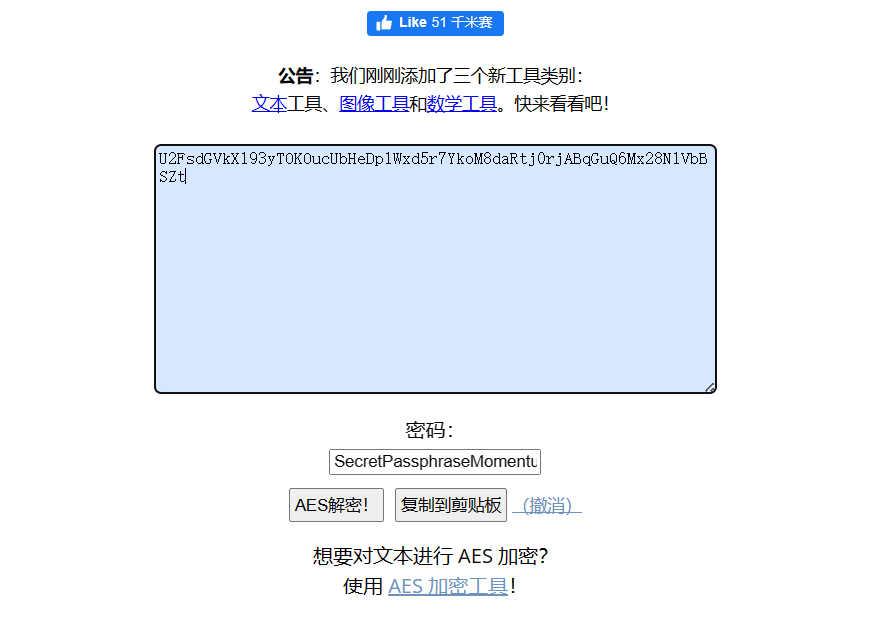 Like 51 千米赛
公告：我们刚刚添加了三个新工具类别：
文本工具、图像工具和数学工具。快来看看吧！
U2FsdGVkX193yTOKOucUbHeDp1Wxd5r7YkoM8daRtj0rjABqGuQ6Mx28N1VbB
SZt
密码：
SecretPassphraseMomentu
AES解密！ 复制到剪贴板 （撤消）
想要对文本进行 AES 加密？
使用 AES 加密工具！